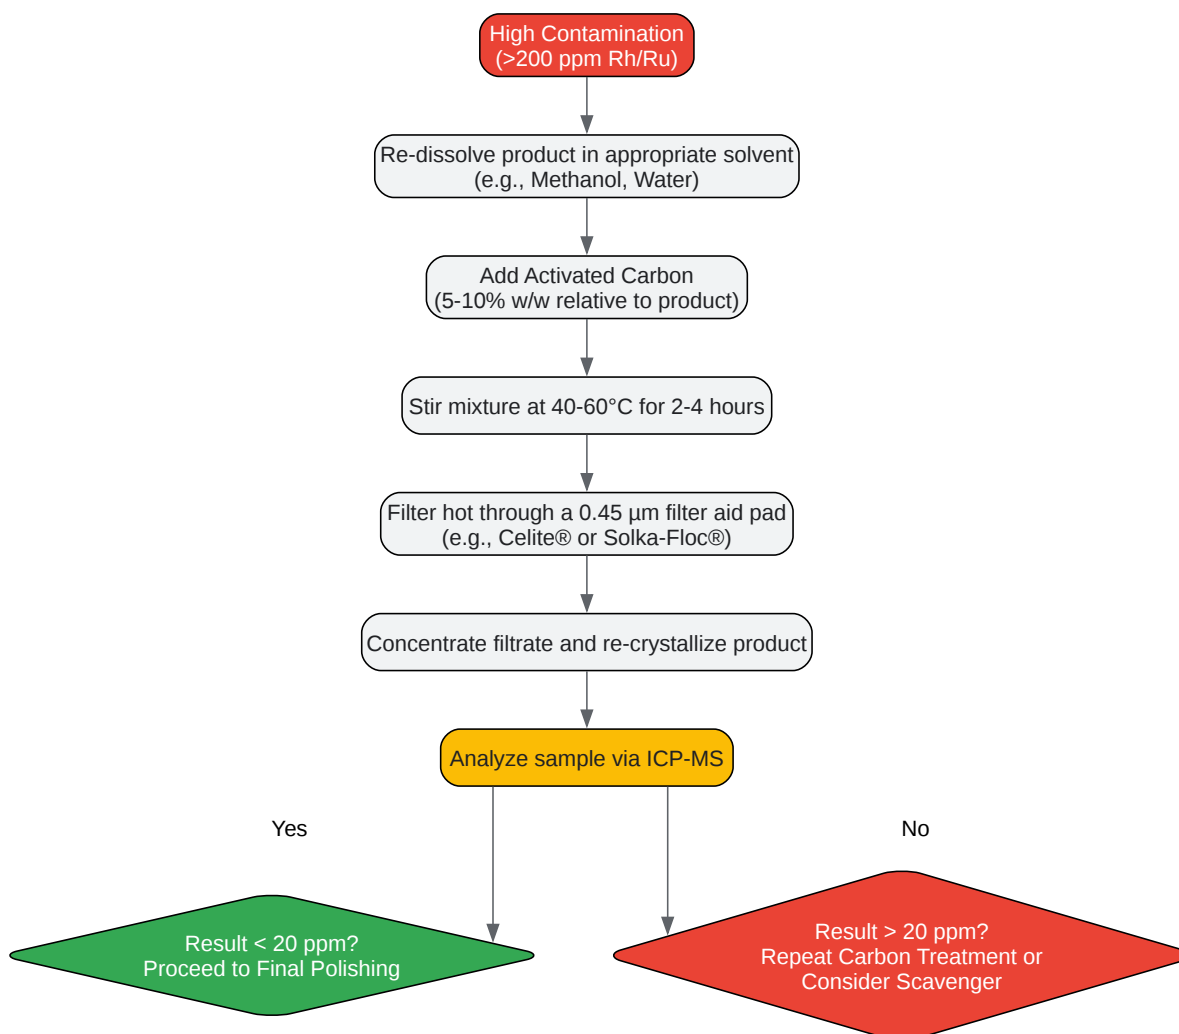 High Contamination
(>200 ppm Rh/Ru)
Re-dissolve product in appropriate solvent
(e.g., Methanol, Water)
Add Activated Carbon
(5-10% w/w relative to product)
Stir mixture at 40-60°C for 2-4 hours
Filter hot through a 0.45 µm filter aid pad
(e.g., Celite® or Solka-Floc®)
Concentrate filtrate and re-crystallize product
Analyze sample via ICP-MS
Yes
No
Result < 20 ppm?
Proceed to Final Polishing
Result > 20 ppm?
Repeat Carbon Treatment or
Consider Scavenger